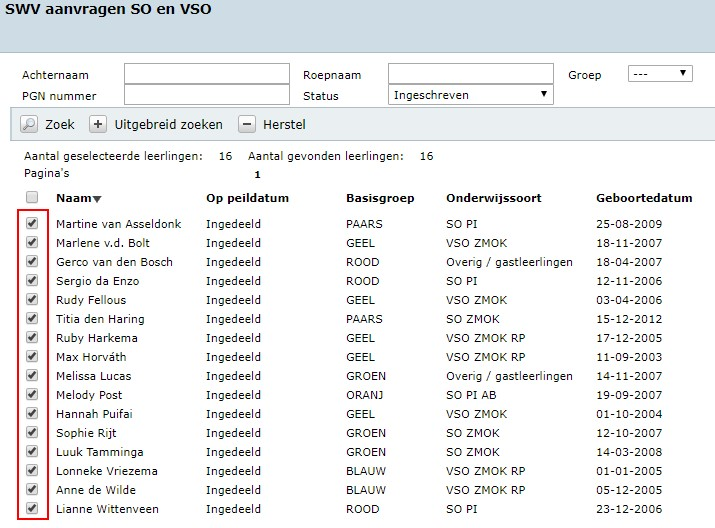 SWV aanvragen SO en VSO
Achternaam Roepnaam Groep ---
PGN nummer Status Ingeschreven
Zoek Uitgebreid zoeken Herstel
Aantal geselecteerde leerlingen: 16 Aantal gevonden leerlingen: 16
Pagina's 1
Naam Op peildatum Basisgroep Onderwijssoort Geboortedatum
Martine van Asseldonk Ingedeeld PAARS SO PI 25-08-2009
Marlene v.d. Bolt Ingedeeld GEEL VSO ZMOK 18-11-2007
Gerco van den Bosch Ingedeeld ROOD Overig / gastleerlingen 18-04-2007
Sergio da Enzo Ingedeeld ROOD SO PI 12-11-2006
Rudy Fellous Ingedeeld GEEL VSO ZMOK 03-04-2006
Titia den Haring Ingedeeld PAARS SO ZMOK 15-12-2012
Ruby Harkema Ingedeeld GEEL VSO ZMOK RP 17-12-2005
Max Horváth Ingedeeld GEEL VSO ZMOK RP 11-09-2003
Melissa Lucas Ingedeeld GROEN Overig / gastleerlingen 14-11-2007
Melody Post Ingedeeld ORANJ SO PI AB 19-09-2007
Hannah Puifai Ingedeeld GEEL VSO ZMOK 01-10-2004
Sophie Rijt Ingedeeld GROEN SO ZMOK 12-10-2007
Luuk Tamminga Ingedeeld GROEN SO ZMOK 14-03-2008
Lonneke Vriezema Ingedeeld BLAUW VSO ZMOK RP 01-01-2005
Anne de Wilde Ingedeeld BLAUW VSO ZMOK RP 05-12-2005
Lianne Wittenveen Ingedeeld ROOD SO PI 23-12-2006